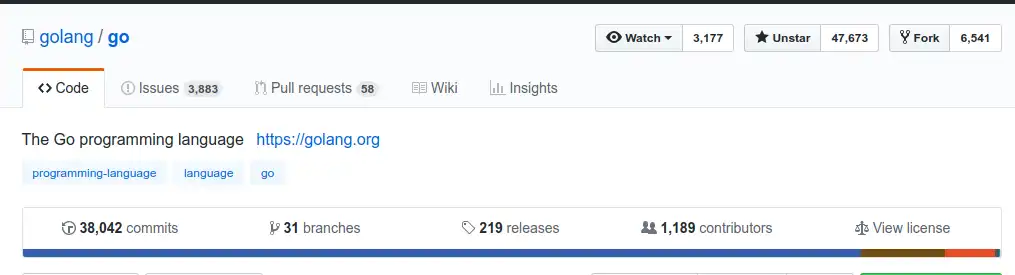 golang / go
Watch 3,177 Unstar 47,673 Fork 6,541
Code Issues 3,883 Pull requests 58 Wiki Insights
The Go programming language https://golang.org
programming-language language go
38,042 commits 31 branches 219 releases 1,189 contributors View license